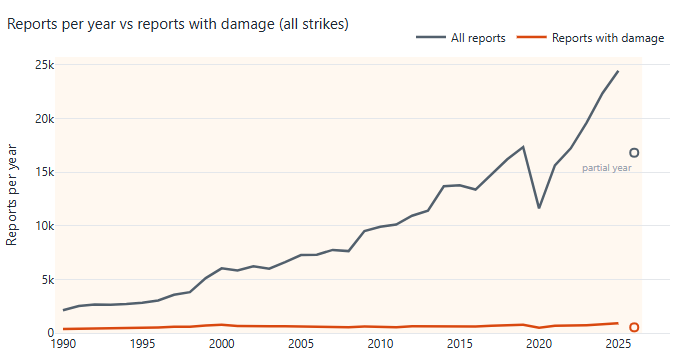 Reports per year vs reports with damage (all strikes)
All reports
Reports with damage
25k
20k
15k
10k
5k
0
Reports per year
partial year
1990 1995 2000 2005 2010 2015 2020 2025